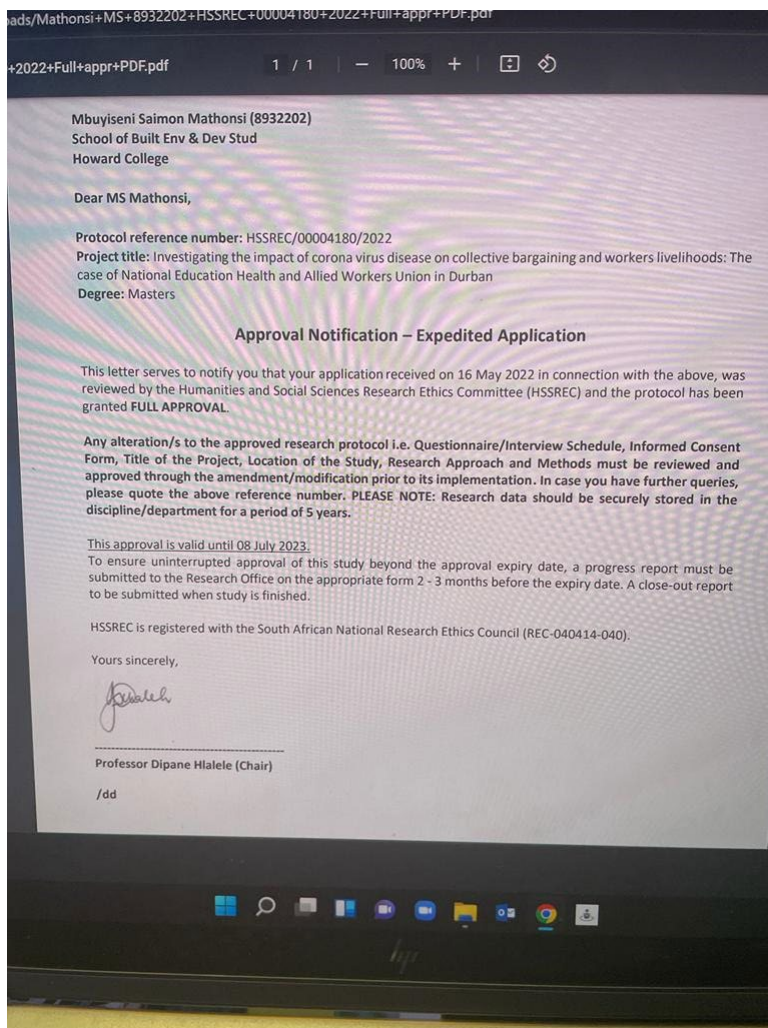 oads/Mathonsi+MS+8932202+HSSREC+00004180+2022+Full+appr+PDF.pdf
+2022+Full+appr+PDF.pdf 1 / 1 100%
Mbuyiseni Saimon Mathonsi (8932202)
School of Built Env & Dev Stud
Howard College
Dear MS Mathonsi,
Protocol reference number: HSSREC/00004180/2022
Project title: Investigating the impact of corona virus disease on collective bargaining and workers livelihoods: The
case of National Education Health and Allied Workers Union in Durban
Degree: Masters
Approval Notification – Expedited Application
This letter serves to notify you that your application received on 16 May 2022 in connection with the above, was
reviewed by the Humanities and Social Sciences Research Ethics Committee (HSSREC) and the protocol has been
granted FULL APPROVAL.
Any alteration/s to the approved research protocol i.e. Questionnaire/Interview Schedule, Informed Consent
Form, Title of the Project, Location of the Study, Research Approach and Methods must be reviewed and
approved through the amendment/modification prior to its implementation. In case you have further queries,
please quote the above reference number. PLEASE NOTE: Research data should be securely stored in the
discipline/department for a period of 5 years.
This approval is valid until 08 July 2023.
To ensure uninterrupted approval of this study beyond the approval expiry date, a progress report must be
submitted to the Research Office on the appropriate form 2 - 3 months before the expiry date. A close-out report
to be submitted when study is finished.
HSSREC is registered with the South African National Research Ethics Council (REC-040414-040).
Yours sincerely,
Professor Dipane Hlalele (Chair)
/dd
hp